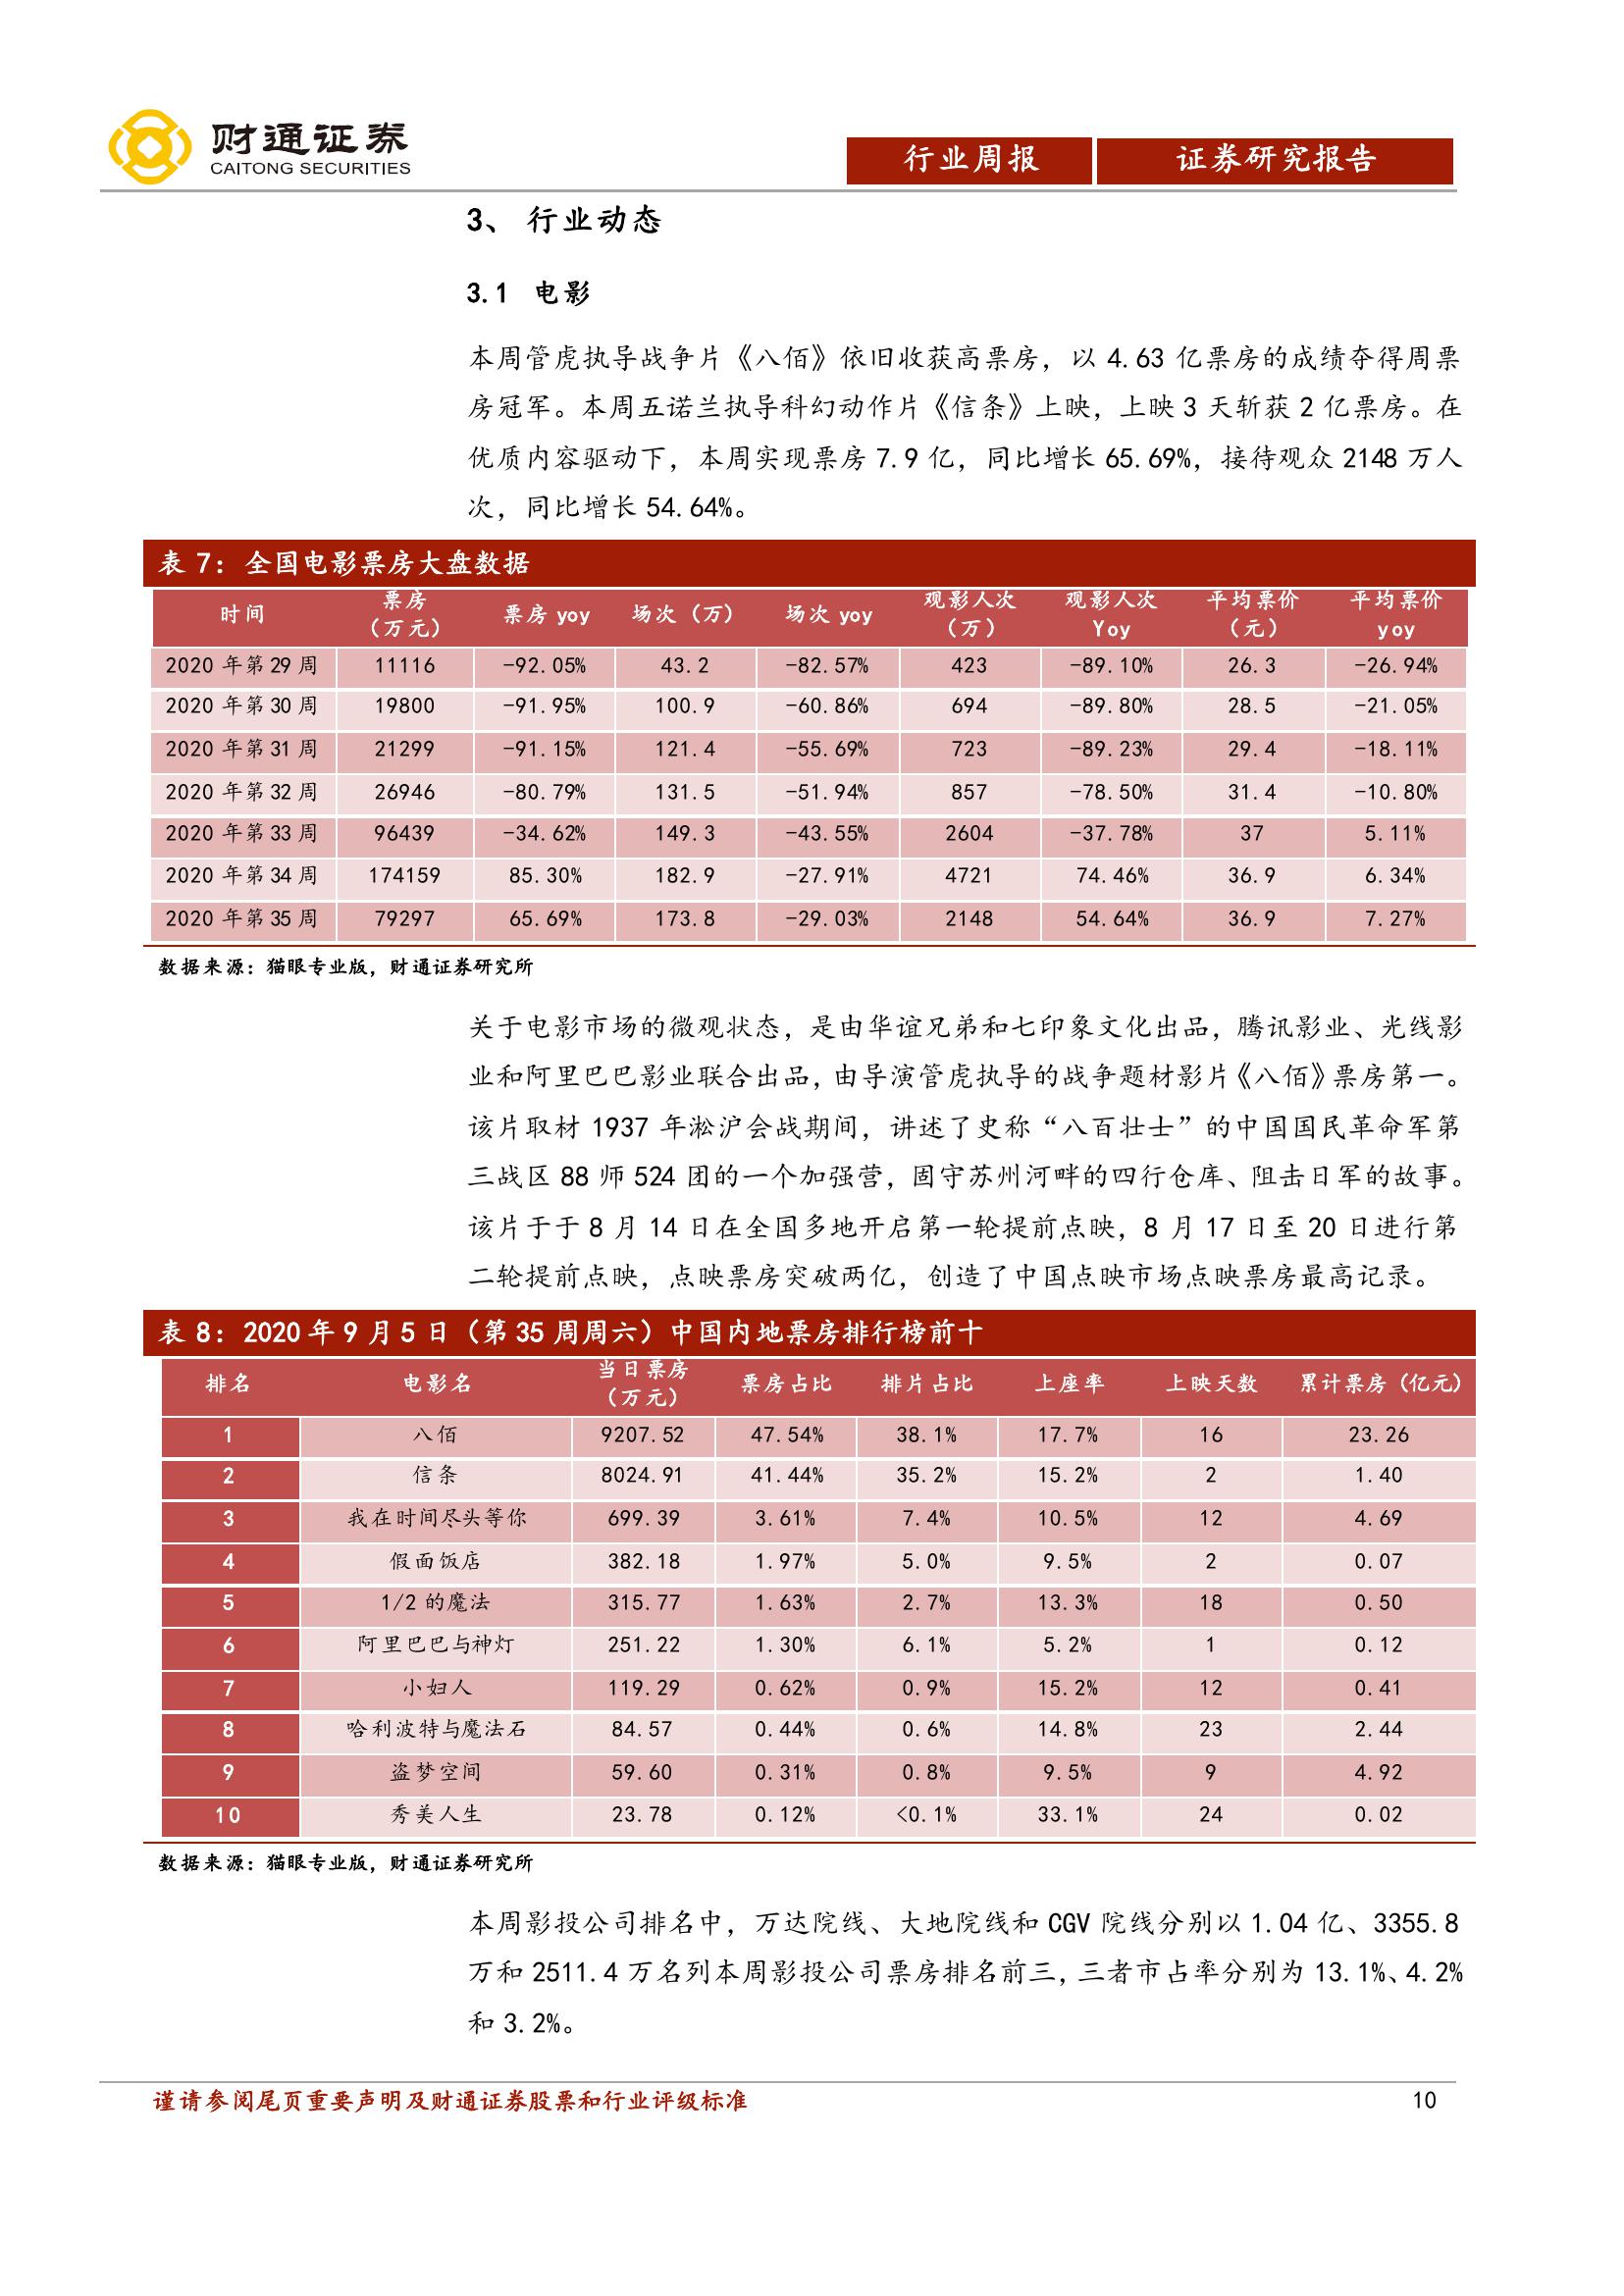 财通证券
CAITONG SECURITIES
行业周报 证券研究报告
3、 行业动态
3.1 电影
本周管虎执导战争片《八佰》依旧收获高票房，以 4.63 亿票房的成绩夺得周票
房冠军。本周五诺兰执导科幻动作片《信条》上映，上映 3 天斩获 2 亿票房。在
优质内容驱动下，本周实现票房 7.9 亿，同比增长 65.69%，接待观众 2148 万人
次，同比增长 54.64%。
表 7：全国电影票房大盘数据
时间 票房（万元） 票房 yoy 场次（万） 场次 yoy 观影人次（万） 观影人次 Yoy 平均票价（元） 平均票价 yoy
2020 年第 29 周 11116 -92.05% 43.2 -82.57% 423 -89.10% 26.3 -26.94%
2020 年第 30 周 19800 -91.95% 100.9 -60.86% 694 -89.80% 28.5 -21.05%
2020 年第 31 周 21299 -91.15% 121.4 -55.69% 723 -89.23% 29.4 -18.11%
2020 年第 32 周 26946 -80.79% 131.5 -51.94% 857 -78.50% 31.4 -10.80%
2020 年第 33 周 96439 -34.62% 149.3 -43.55% 2604 -37.78% 37 5.11%
2020 年第 34 周 174159 85.30% 182.9 -27.91% 4721 74.46% 36.9 6.34%
2020 年第 35 周 79297 65.69% 173.8 -29.03% 2148 54.64% 36.9 7.27%
数据来源：猫眼专业版，财通证券研究所
关于电影市场的微观状态，是由华谊兄弟和七印象文化出品，腾讯影业、光线影
业和阿里巴巴影业联合出品，由导演管虎执导的战争题材影片《八佰》票房第一。
该片取材 1937 年淞沪会战期间，讲述了史称“八百壮士”的中国国民革命军第
三战区 88 师 524 团的一个加强营，固守苏州河畔的四行仓库、阻击日军的故事。
该片于于 8 月 14 日在全国多地开启第一轮提前点映，8 月 17 日至 20 日进行第
二轮提前点映，点映票房突破两亿，创造了中国点映市场点映票房最高记录。
表 8：2020 年 9 月 5 日（第 35 周周六）中国内地票房排行榜前十
排名 电影名 当日票房（万元） 票房占比 排片占比 上座率 上映天数 累计票房（亿元）
1 八佰 9207.52 47.54% 38.1% 17.7% 16 23.26
2 信条 8024.91 41.44% 35.2% 15.2% 2 1.40
3 我在时间尽头等你 699.39 3.61% 7.4% 10.5% 12 4.69
4 假面饭店 382.18 1.97% 5.0% 9.5% 2 0.07
5 1/2 的魔法 315.77 1.63% 2.7% 13.3% 18 0.50
6 阿里巴巴与神灯 251.22 1.30% 6.1% 5.2% 1 0.12
7 小妇人 119.29 0.62% 0.9% 15.2% 12 0.41
8 哈利波特与魔法石 84.57 0.44% 0.6% 14.8% 23 2.44
9 盗梦空间 59.60 0.31% 0.8% 9.5% 9 4.92
10 秀美人生 23.78 0.12% <0.1% 33.1% 24 0.02
数据来源：猫眼专业版，财通证券研究所
本周影投公司排名中，万达院线、大地院线和 CGV 院线分别以 1.04 亿、3355.8
万和 2511.4 万名列本周影投公司票房排名前三，三者市占率分别为 13.1%、4.2%
和 3.2%。
谨请参阅尾页重要声明及财通证券股票和行业评级标准 10